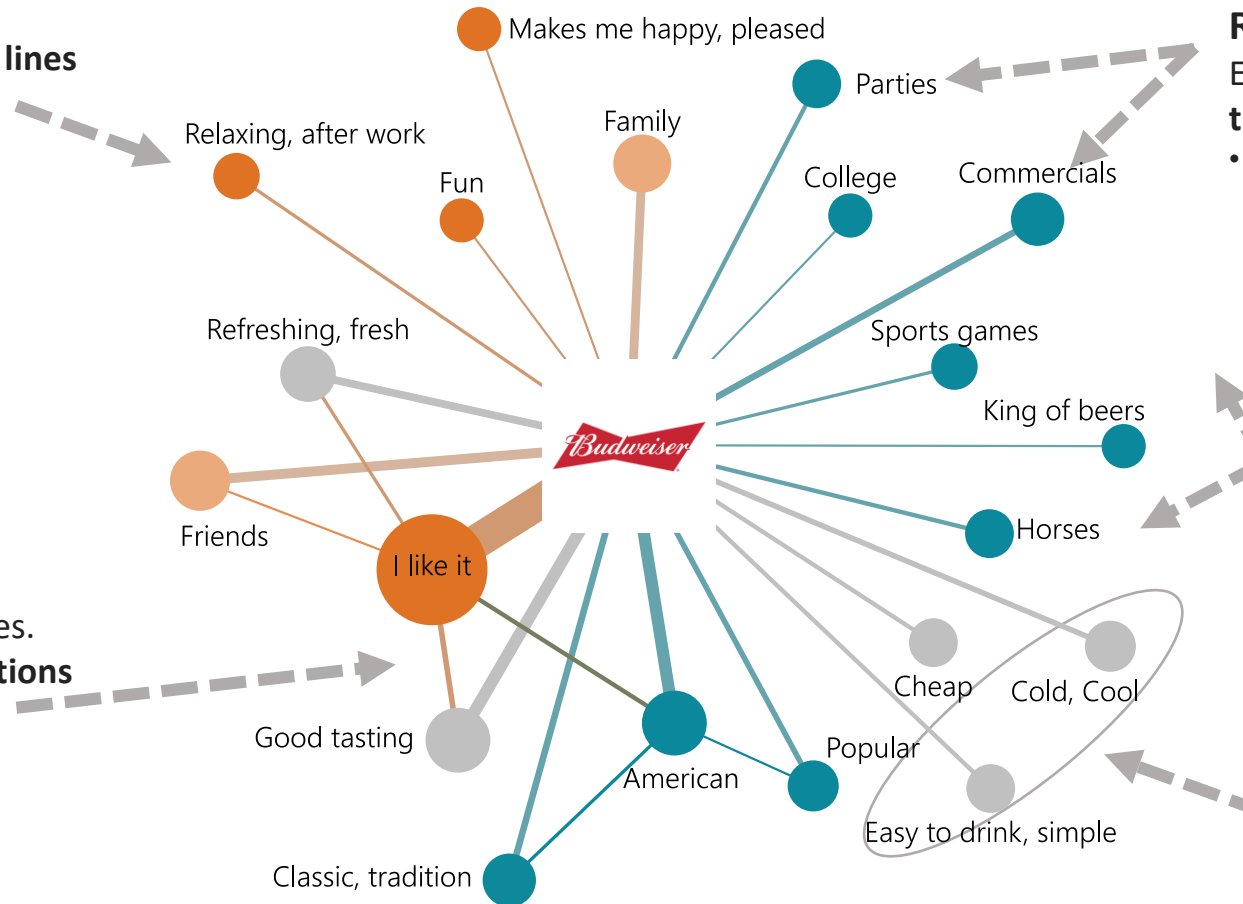 Makes me happy, pleased
lines
R
E
t
•
Parties
Relaxing, after work
Family
Fun
College
Commercials
Refreshing, fresh
Sports games
King of beers
Budweiser
Friends
I like it
Horses
es.
tions
Cheap
Cold, Cool
Good tasting
American
Popular
Easy to drink, simple
Classic, tradition